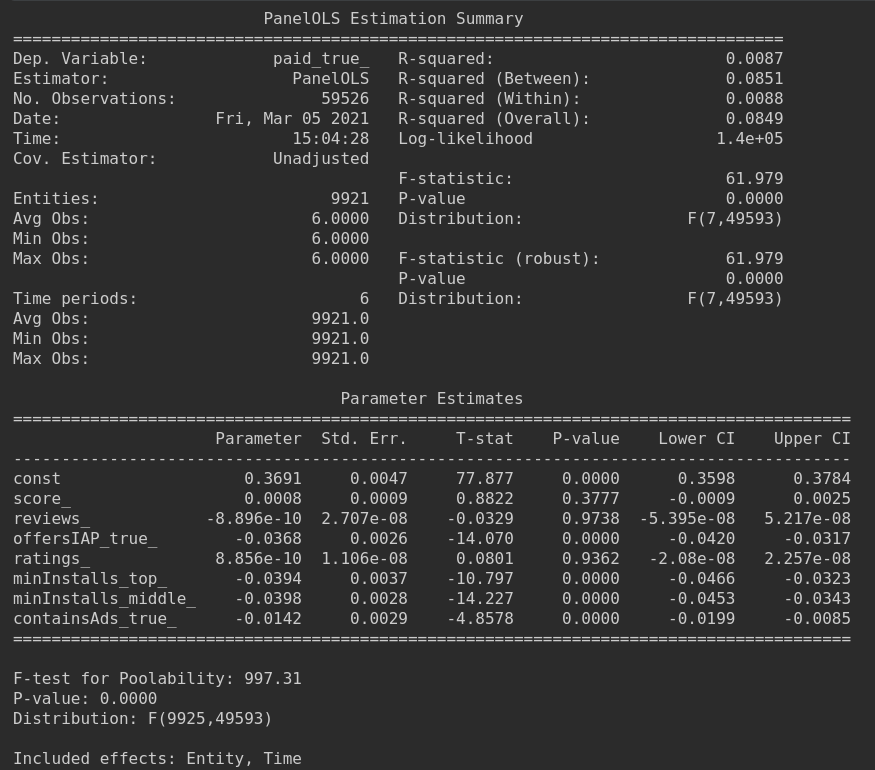 PanelOLS Estimation Summary
================================================================================
Dep. Variable:             paid_true_   R-squared:                        0.0087
Estimator:                   PanelOLS   R-squared (Between):              0.0851
No. Observations:               59526   R-squared (Within):               0.0088
Date:                Fri, Mar 05 2021   R-squared (Overall):              0.0849
Time:                        15:04:28   Log-likelihood                   1.4e+05
Cov. Estimator:            Unadjusted
                                        F-statistic:                      61.979
Entities:                        9921   P-value                           0.0000
Avg Obs:                       6.0000   Distribution:                 F(7,49593)
Min Obs:                       6.0000
Max Obs:                       6.0000   F-statistic (robust):             61.979
                                        P-value                           0.0000
Time periods:                       6   Distribution:                 F(7,49593)
Avg Obs:                       9921.0
Min Obs:                       9921.0
Max Obs:                       9921.0
Parameter Estimates
=======================================================================================
                     Parameter  Std. Err.     T-stat    P-value    Lower CI    Upper CI
---------------------------------------------------------------------------------------
const                   0.3691     0.0047     77.877     0.0000      0.3598      0.3784
score_                  0.0008     0.0009     0.8822     0.3777     -0.0009      0.0025
reviews_            -8.896e-10  2.707e-08    -0.0329     0.9738  -5.395e-08   5.217e-08
offersIAP_true_        -0.0368     0.0026    -14.070     0.0000     -0.0420     -0.0317
ratings_             8.856e-10  1.106e-08     0.0801     0.9362   -2.08e-08   2.257e-08
minInstalls_top_       -0.0394     0.0037    -10.797     0.0000     -0.0466     -0.0323
minInstalls_middle_    -0.0398     0.0028    -14.227     0.0000     -0.0453     -0.0343
containsAds_true_      -0.0142     0.0029    -4.8578     0.0000     -0.0199     -0.0085
=======================================================================================
F-test for Poolability: 997.31
P-value: 0.0000
Distribution: F(9925,49593)
Included effects: Entity, Time